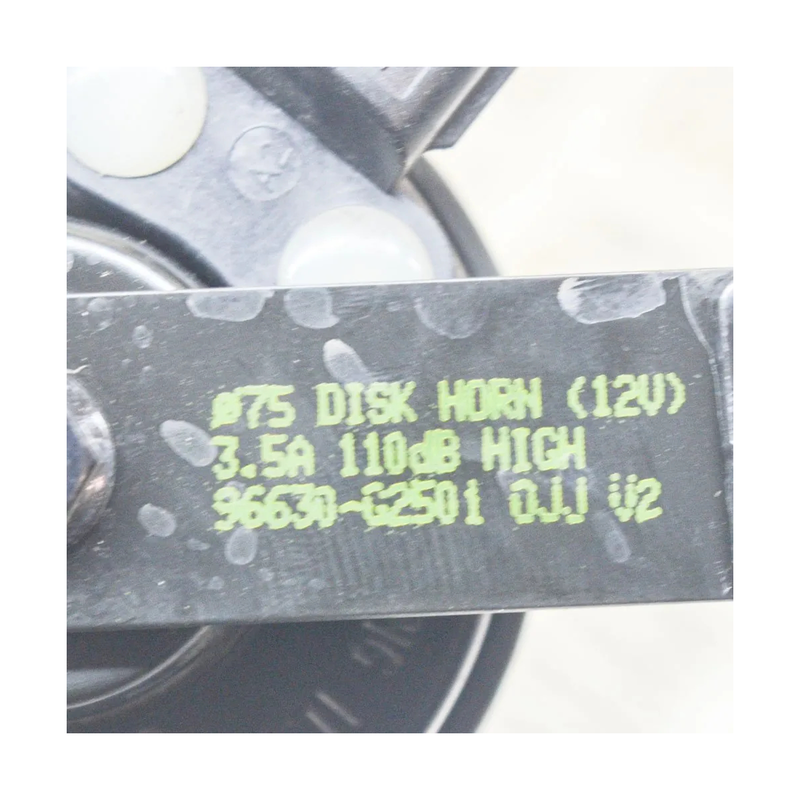 ø75 DISK HORN (12V)
3.5A 110dB HIGH
96630-G2501 OJJ V2